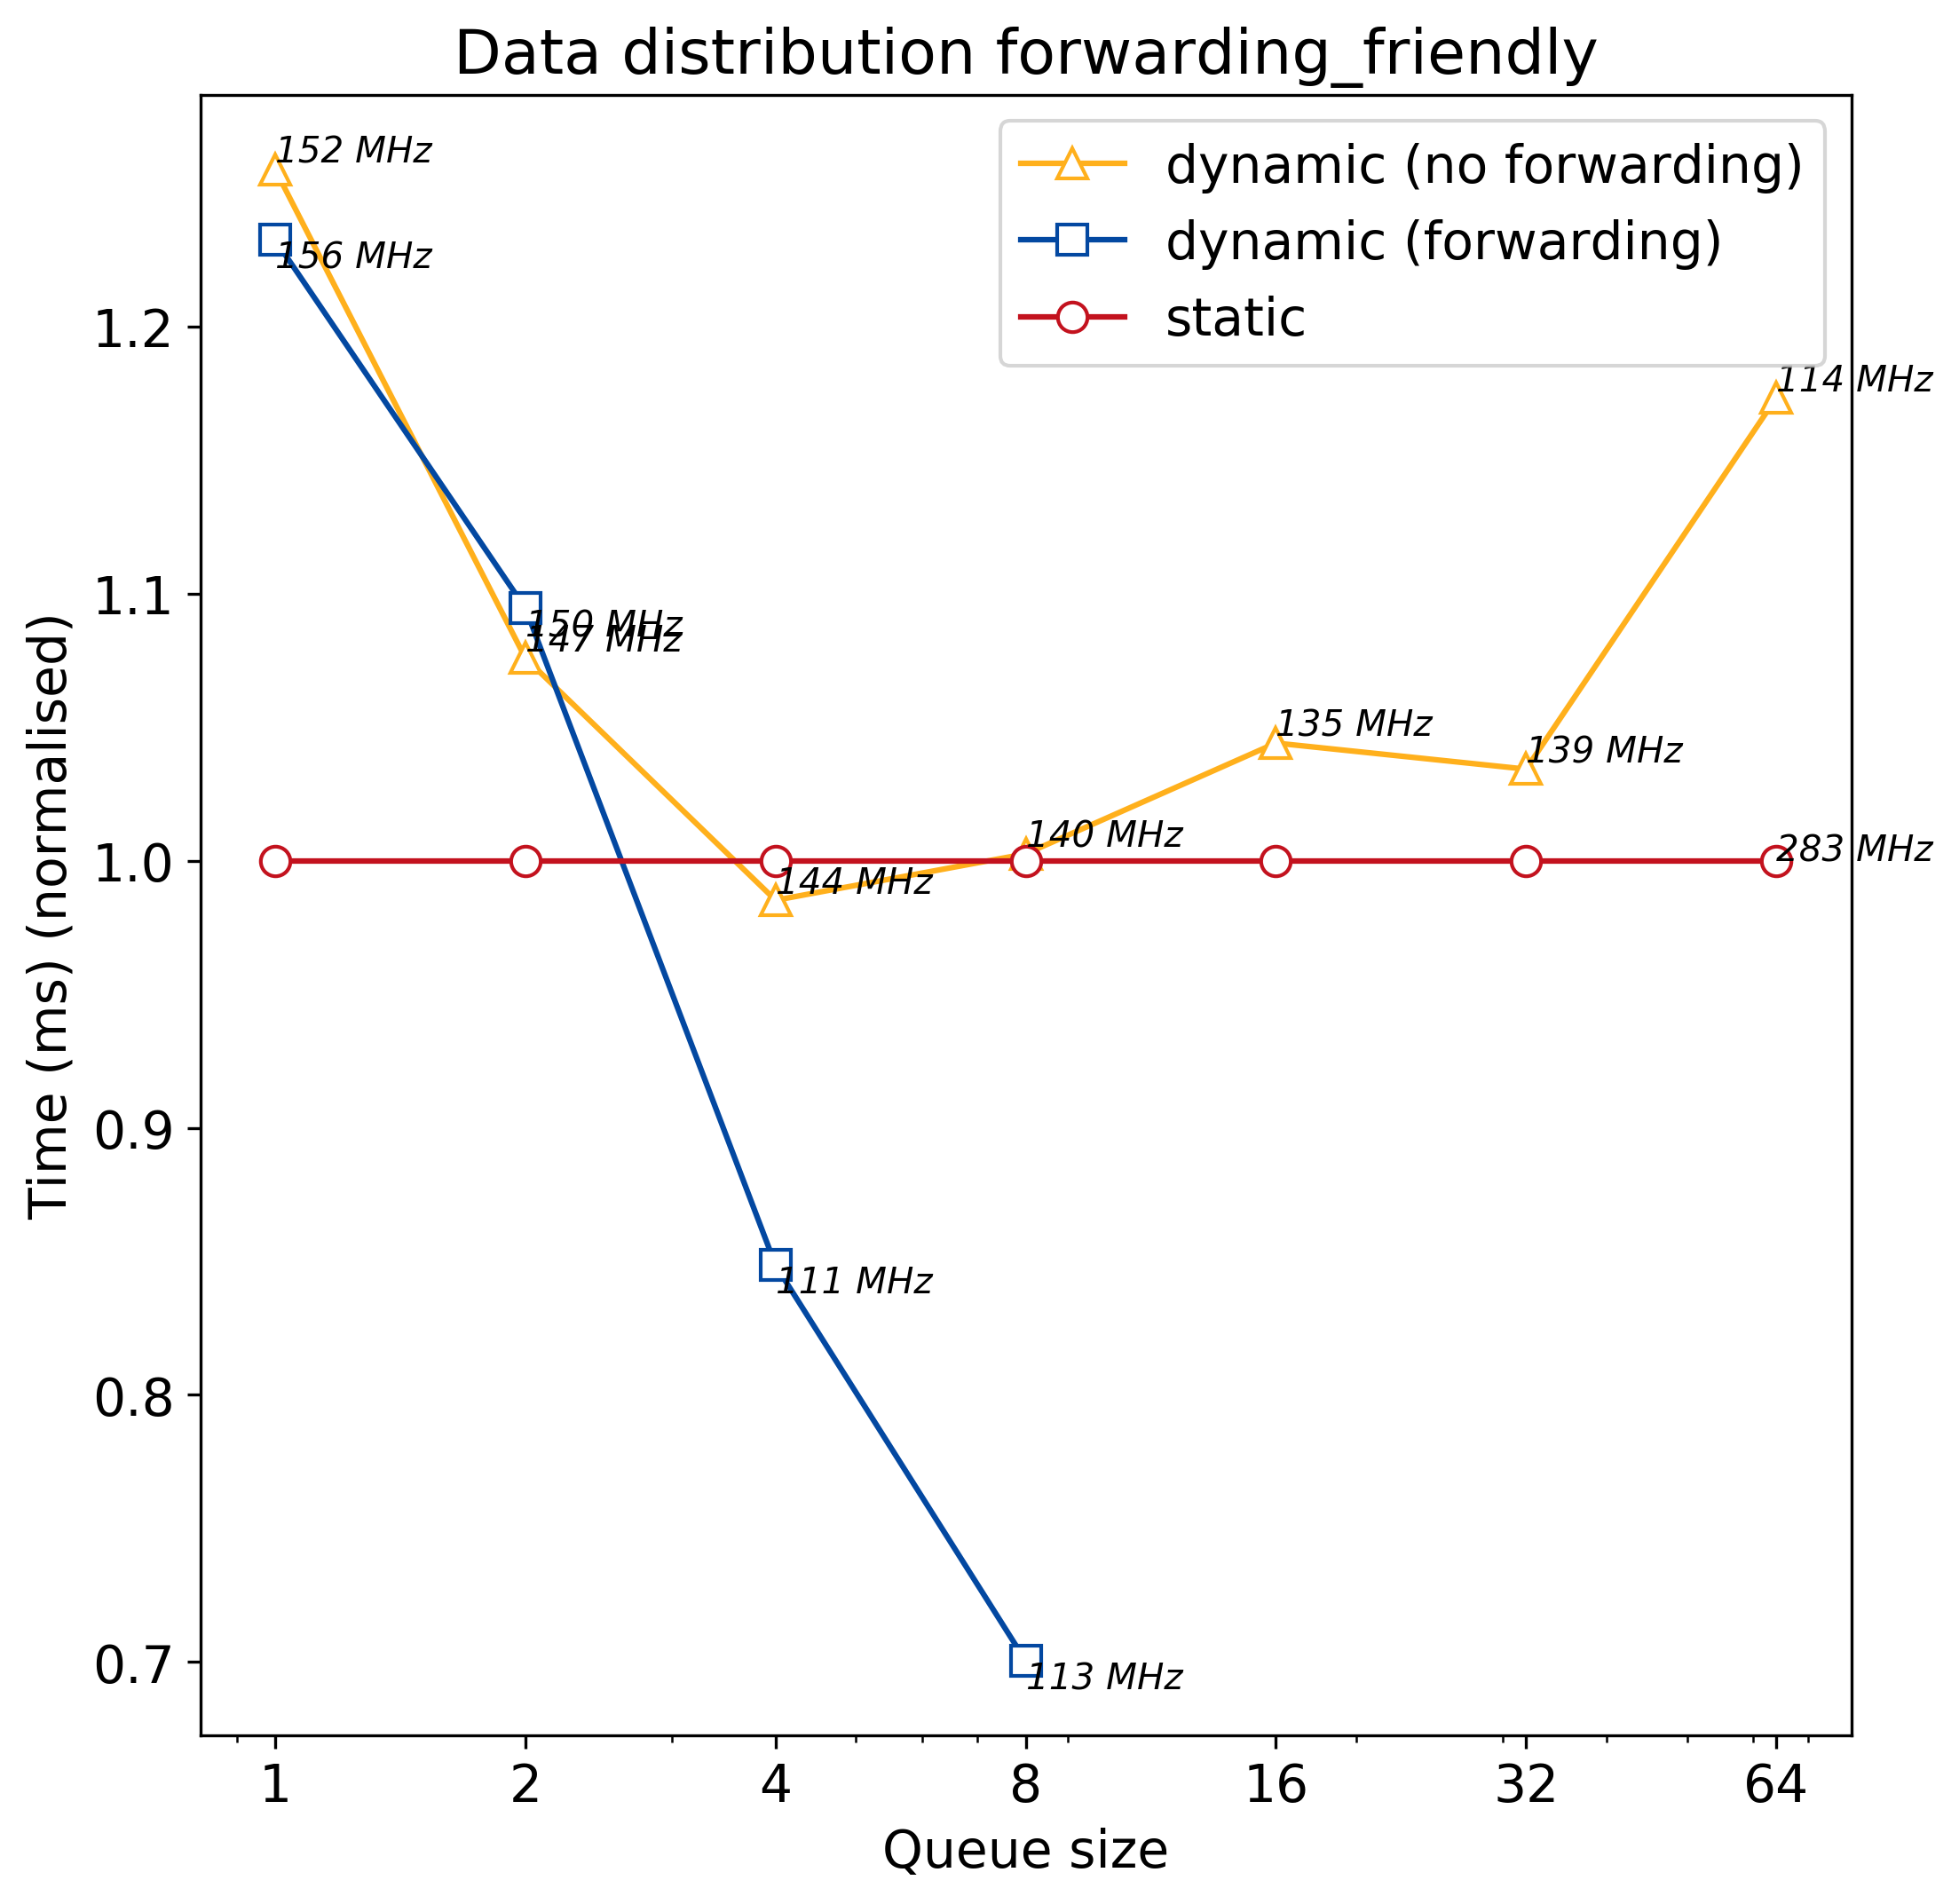 Data distribution forwarding_friendly
dynamic (no forwarding)
dynamic (forwarding)
static
152 MHz
156 MHz
150 MHz
147 MHz
144 MHz
140 MHz
135 MHz
139 MHz
114 MHz
283 MHz
111 MHz
113 MHz
1.2
1.1
1.0
0.9
0.8
0.7
Time (ms) (normalised)
1 2 4 8 16 32 64
Queue size